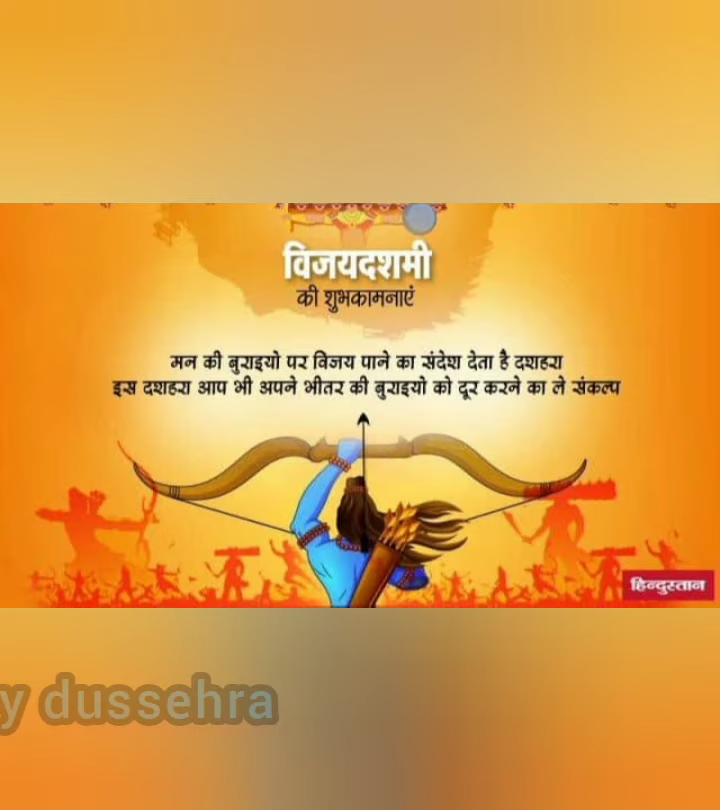 विजयदशमी
की शुभकामनाएं
मन की बुराइयो पर विजय पाने का संदेश देता है दशहरा
इस दशहरा आप भी अपने भीतर की बुराइयो को दूर करने का ले संकल्प
हिन्दुस्तान
y dussehra